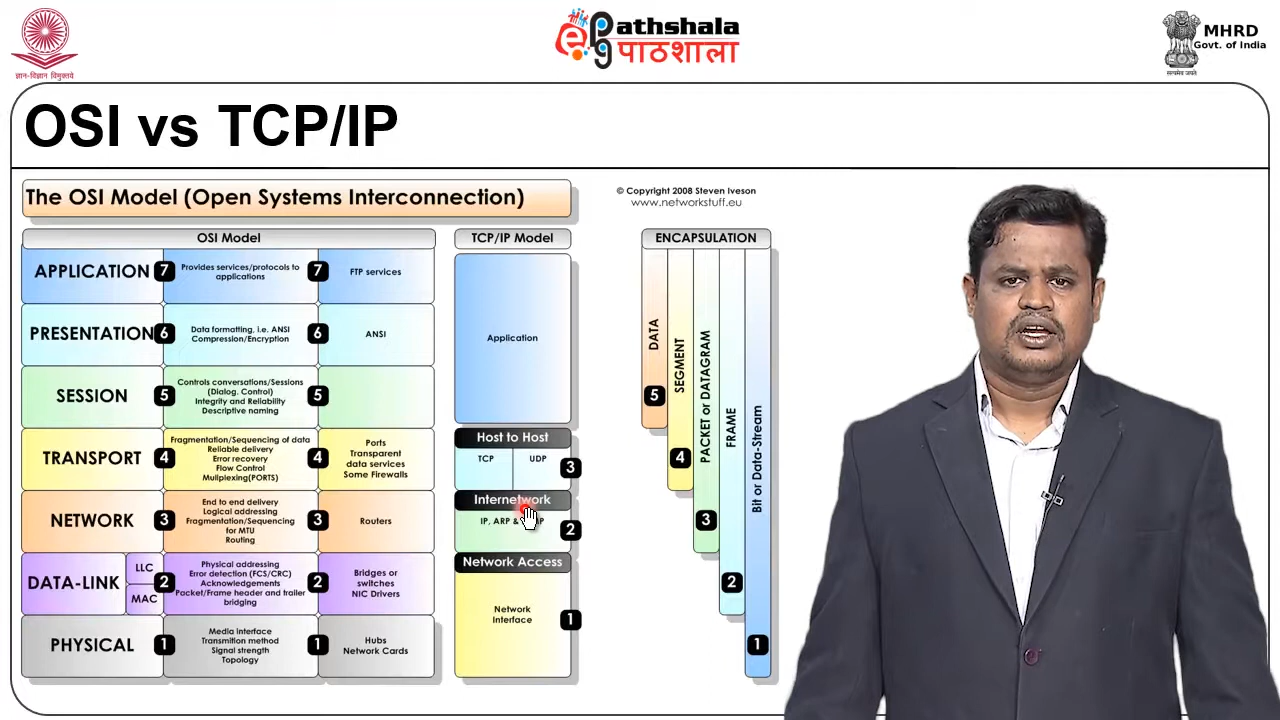 ज्ञान-विज्ञान विमुक्तये
ePathshala
पाठशाला
सत्यमेव जयते
MHRD
Govt. of India
OSI vs TCP/IP
The OSI Model (Open Systems Interconnection)
© Copyright 2008 Steven Iveson
www.networkstuff.eu
OSI Model
APPLICATION 7
Provides services/protocols to
applications
7
FTP services
PRESENTATION 6
Data formatting, i.e. ANSI
Compression/Encryption
6
ANSI
SESSION 5
Controls conversations/Sessions
(Dialog. Control)
Integrity and Reliability
Descriptive naming
5
TRANSPORT 4
Fragmentation/Sequencing of data
Reliable delivery
Error recovery
Flow Control
Muliplexing(PORTS)
4
Ports
Transparent
data services
Some Firewalls
NETWORK 3
End to end delivery
Logical addressing
Fragmentation/Sequencing
for MTU
Routing
3
Routers
DATA-LINK
LLC
MAC
2
Physical addressing
Error detection (FCS/CRC)
Acknowledgements
Packet/Frame header and trailer
bridging
2
Bridges or
switches
NIC Drivers
PHYSICAL 1
Media interface
Transmition method
Signal strength
Topology
1
Hubs
Network Cards
TCP/IP Model
Application
Host to Host
TCP UDP
3
Internetwork
IP, ARP &
2
Network Access
Network
Interface
1
ENCAPSULATION
DATA
5
SEGMENT
4
PACKET or DATAGRAM
3
FRAME
2
Bit or Data-Stream
1